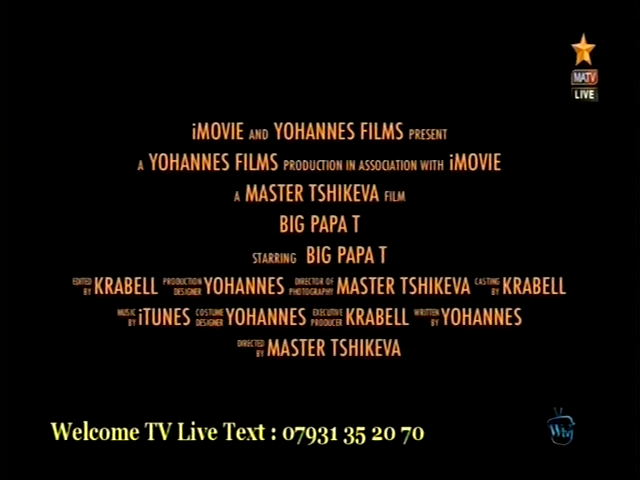 MATV
LIVE
iMOVIE AND YOHANNES FILMS PRESENT
A YOHANNES FILMS PRODUCTION IN ASSOCIATION WITH iMOVIE
A MASTER TSHIKEVA FILM
BIG PAPA T
STARRING BIG PAPA T
EDITED BY KRABELL PRODUCTION DESIGNER YOHANNES DIRECTOR OF PHOTOGRAPHY MASTER TSHIKEVA CASTING BY KRABELL
MUSIC BY iTUNES COSTUME DESIGNER YOHANNES EXECUTIVE PRODUCER KRABELL WRITTEN BY YOHANNES
DIRECTED BY MASTER TSHIKEVA
Welcome TV Live Text : 07931 35 20 70
Wtv